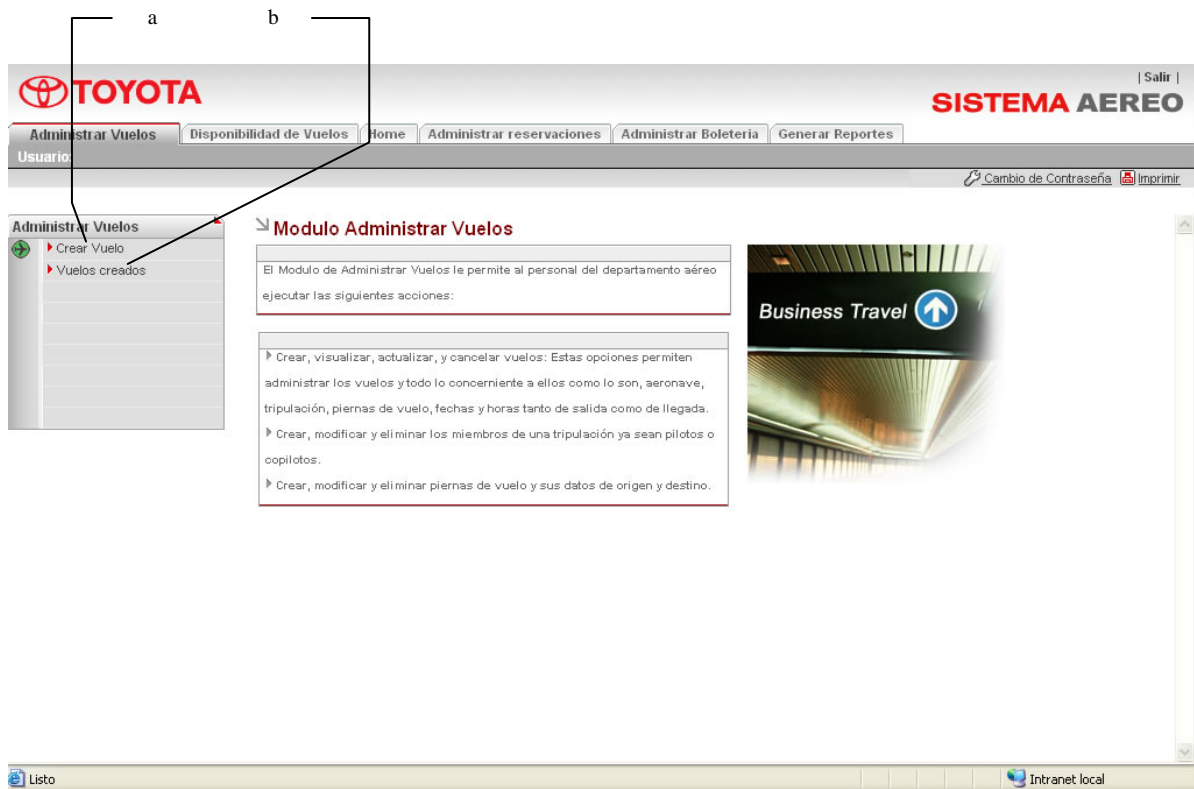 a b
| Salir |
TOYOTA
SISTEMA AEREO
Administrar Vuelos Disponibilidad de Vuelos Home Administrar reservaciones Administrar Boleteria Generar Reportes
Usuario:
Cambio de Contraseña Imprimir
Administrar Vuelos
Crear Vuelo
Vuelos creados
Modulo Administrar Vuelos
El Modulo de Administrar Vuelos le permite al personal del departamento aéreo
ejecutar las siguientes acciones:
Crear, visualizar, actualizar, y cancelar vuelos: Estas opciones permiten
administrar los vuelos y todo lo concerniente a ellos como lo son, aeronave,
tripulación, piernas de vuelo, fechas y horas tanto de salida como de llegada.
Crear, modificar y eliminar los miembros de una tripulación ya sean pilotos o
copilotos.
Crear, modificar y eliminar piernas de vuelo y sus datos de origen y destino.
Business Travel
Listo
Intranet local